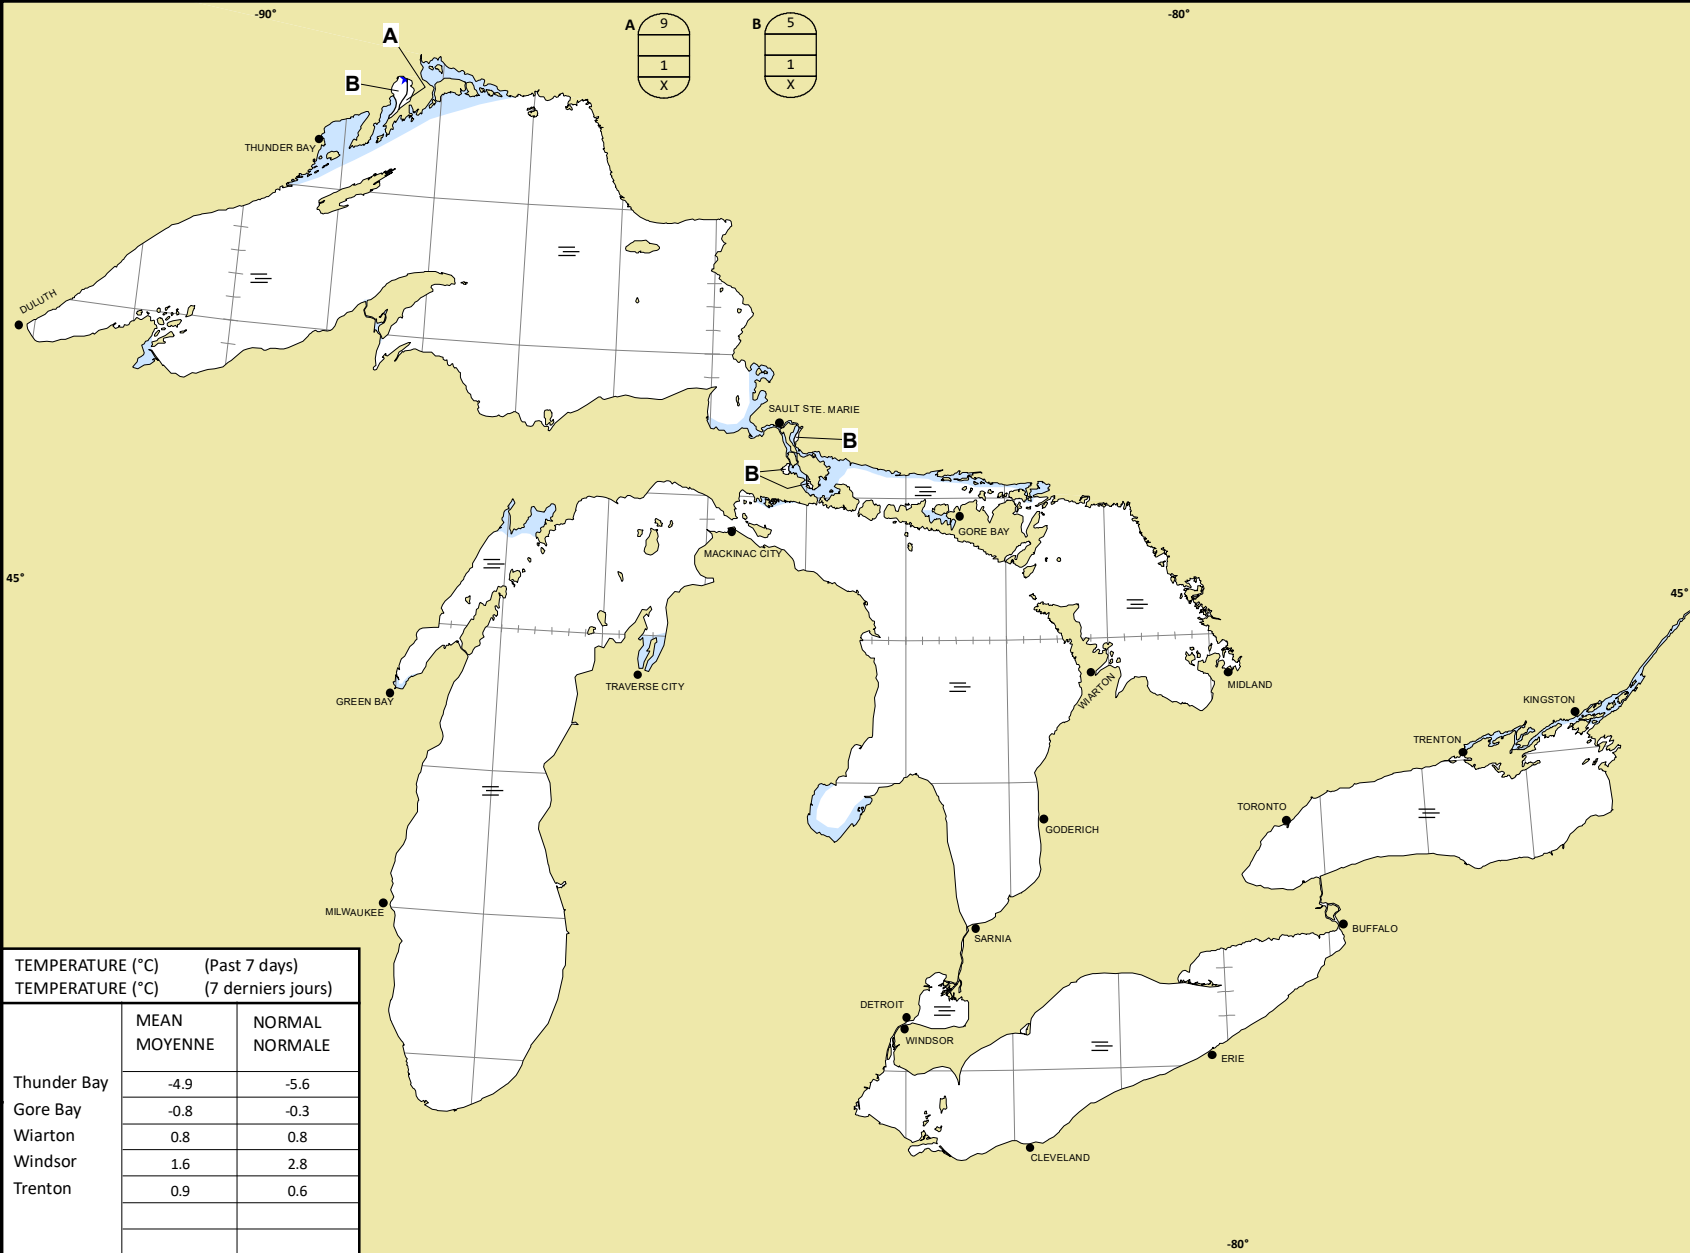 -90°
-80°
A
A 9
1
X
B 5
1
X
B
THUNDER BAY
DULUTH
SAULT STE. MARIE
B
B
GORE BAY
MACKINAC CITY
45°
45°
TRAVERSE CITY
GREEN BAY
WIARTON
MIDLAND
KINGSTON
TRENTON
TORONTO
GODERICH
MILWAUKEE
SARNIA
BUFFALO
DETROIT
WINDSOR
ERIE
CLEVELAND
-80°
TEMPERATURE (°C) (Past 7 days)
TEMPERATURE (°C) (7 derniers jours)
MEAN NORMAL
MOYENNE NORMALE
Thunder Bay -4.9 -5.6
Gore Bay -0.8 -0.3
Wiarton 0.8 0.8
Windsor 1.6 2.8
Trenton 0.9 0.6